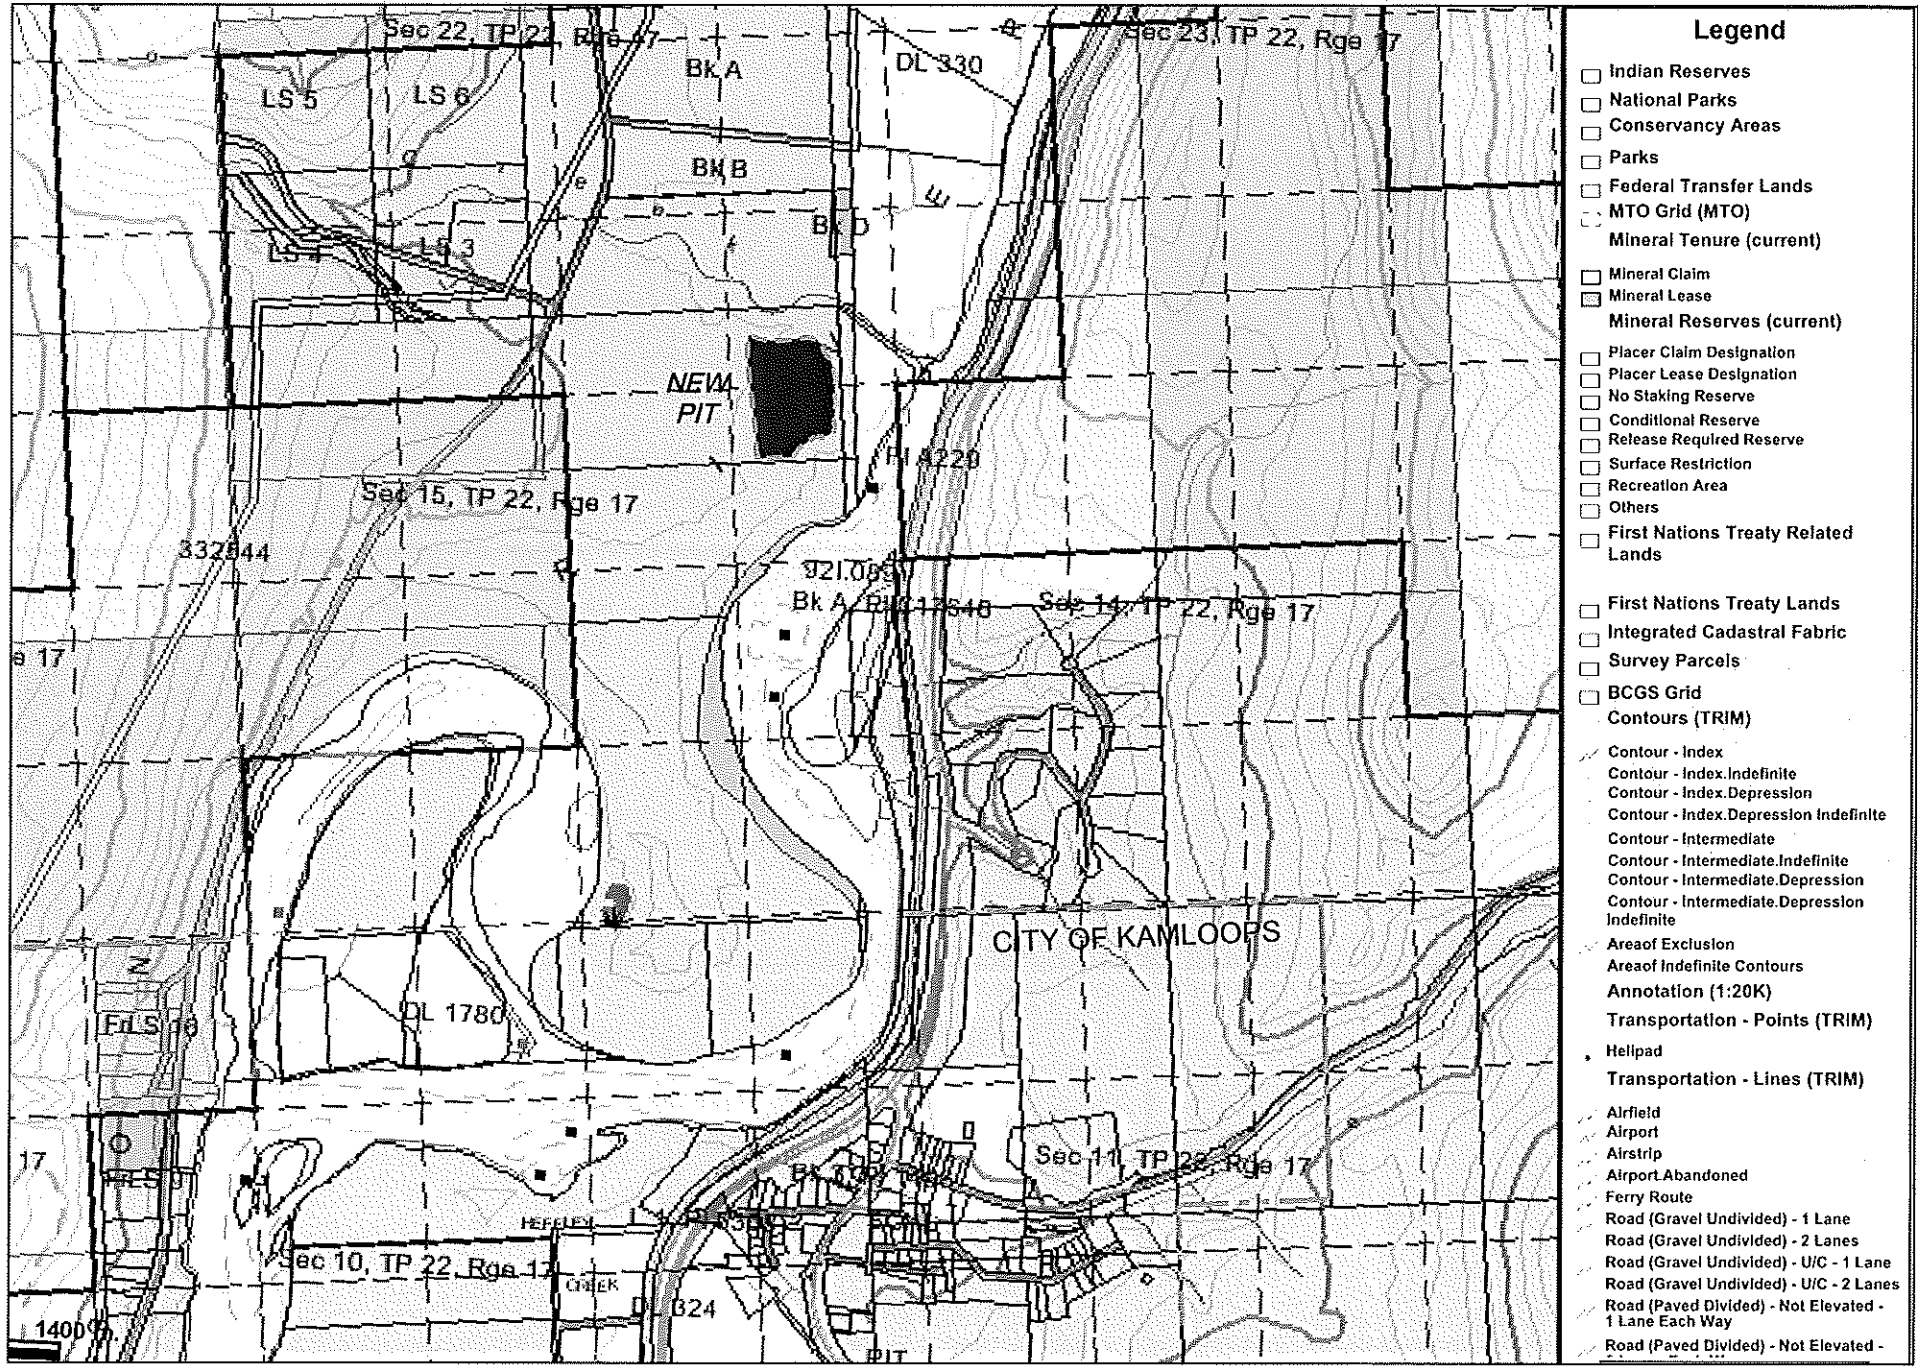 Sec 22, TP 22, Rge 17
Sec 23, TP 22, Rge 17
Bk A
DL 330
LS 5
LS 6
Bk B
Bk D
LS 4
LS 3
NEW
PIT
Pl A220
Sec 15, TP 22, Rge 17
332544
Bk A,
Sec 14, TP 22, Rge 17
e 17
CITY OF KAMLOOPS
DL 1780
17
Sec 11, TP 22, Rge 17
HEFFLEY
Sec 10, TP 22, Rge 17
CREEK
DL 324
PIT
Legend
Indian Reserves
National Parks
Conservancy Areas
Parks
Federal Transfer Lands
MTO Grid (MTO)
Mineral Tenure (current)
Mineral Claim
Mineral Lease
Mineral Reserves (current)
Placer Claim Designation
Placer Lease Designation
No Staking Reserve
Conditional Reserve
Release Required Reserve
Surface Restriction
Recreation Area
Others
First Nations Treaty Related
Lands
First Nations Treaty Lands
Integrated Cadastral Fabric
Survey Parcels
BCGS Grid
Contours (TRIM)
Contour - Index
Contour - Index.Indefinite
Contour - Index.Depression
Contour - Index.Depression Indefinite
Contour - Intermediate
Contour - Intermediate.Indefinite
Contour - Intermediate.Depression
Contour - Intermediate.Depression
Indefinite
Areaof Exclusion
Areaof Indefinite Contours
Annotation (1:20K)
Transportation - Points (TRIM)
Helipad
Transportation - Lines (TRIM)
Airfield
Airport
Airstrip
Airport.Abandoned
Ferry Route
Road (Gravel Undivided) - 1 Lane
Road (Gravel Undivided) - 2 Lanes
Road (Gravel Undivided) - U/C - 1 Lane
Road (Gravel Undivided) - U/C - 2 Lanes
Road (Paved Divided) - Not Elevated -
1 Lane Each Way
Road (Paved Divided) - Not Elevated -